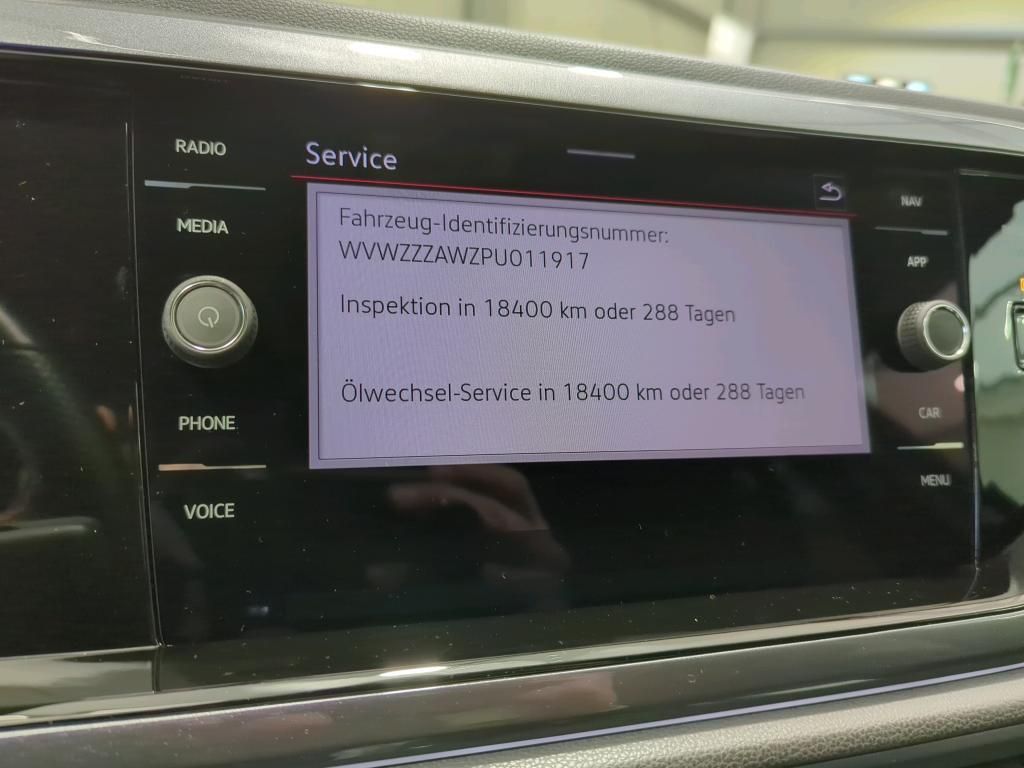 RADIO
MEDIA
PHONE
VOICE
Service
Fahrzeug-Identifizierungsnummer:
WVWZZZAWZPU011917
Inspektion in 18400 km oder 288 Tagen
Ölwechsel-Service in 18400 km oder 288 Tagen
NAV
APP
CAR
MENU